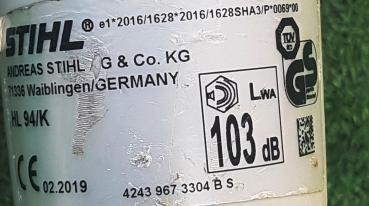 STIHL ® e1*2016/1628*2016/1628SHA3/P*0069*00
ANDREAS STIHL G & Co. KG
71336 Waiblingen/GERMANY
HL 94/K
LWA
103 dB
GS
CE 02.2019
4243 967 3304 B S